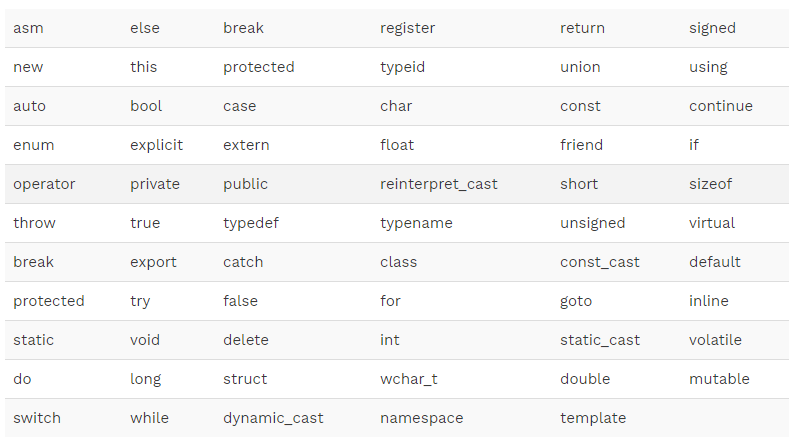 asm else break register return signed
new this protected typeid union using
auto bool case char const continue
enum explicit extern float friend if
operator private public reinterpret_cast short sizeof
throw true typedef typename unsigned virtual
break export catch class const_cast default
protected try false for goto inline
static void delete int static_cast volatile
do long struct wchar_t double mutable
switch while dynamic_cast namespace template